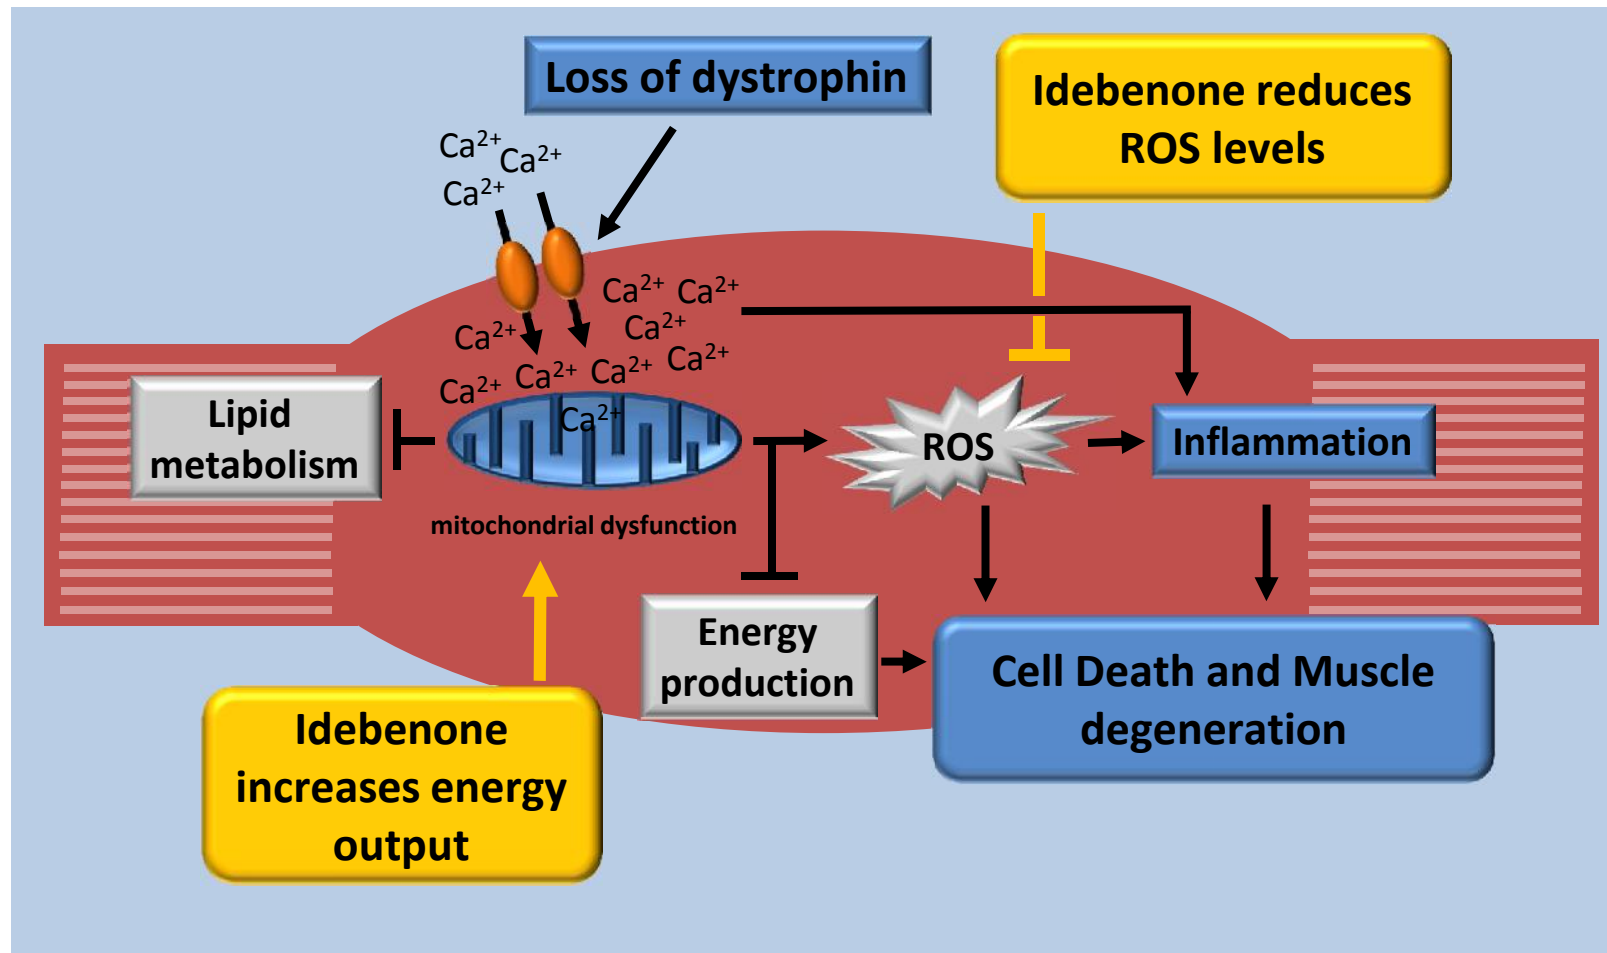 Loss of dystrophin
Idebenone reduces
ROS levels
Ca²⁺
Ca²⁺
Ca²⁺
Ca²⁺
Ca²⁺
Ca²⁺
Ca²⁺
Ca²⁺
Ca²⁺
Ca²⁺
Ca²⁺
Ca²⁺
Lipid
metabolism
mitochondrial dysfunction
ROS
Inflammation
Energy
production
Cell Death and Muscle
degeneration
Idebenone
increases energy
output